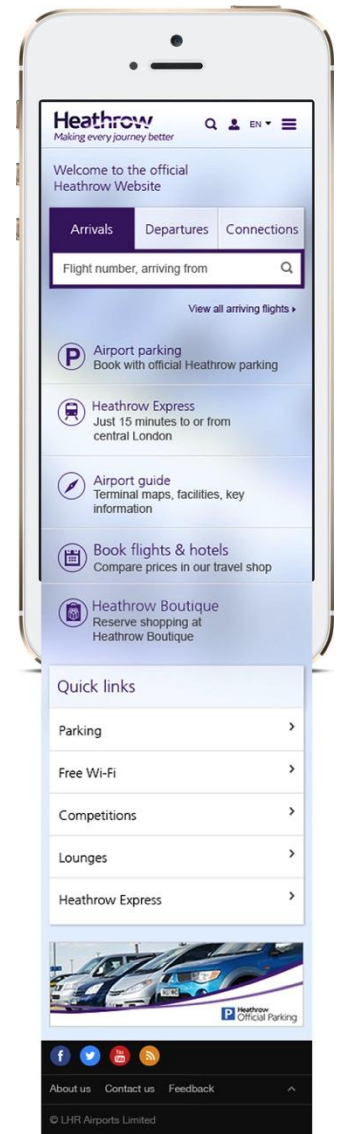 Heathrow
Making every journey better
EN
Welcome to the official
Heathrow Website
Arrivals
Departures
Connections
Flight number, arriving from
View all arriving flights
P
Airport parking
Book with official Heathrow parking
Heathrow Express
Just 15 minutes to or from
central London
Airport guide
Terminal maps, facilities, key
information
Book flights & hotels
Compare prices in our travel shop
Heathrow Boutique
Reserve shopping at
Heathrow Boutique
Quick links
Parking
Free Wi-Fi
Competitions
Lounges
Heathrow Express
P Heathrow
Official Parking
f
You
About us Contact us Feedback
© LHR Airports Limited